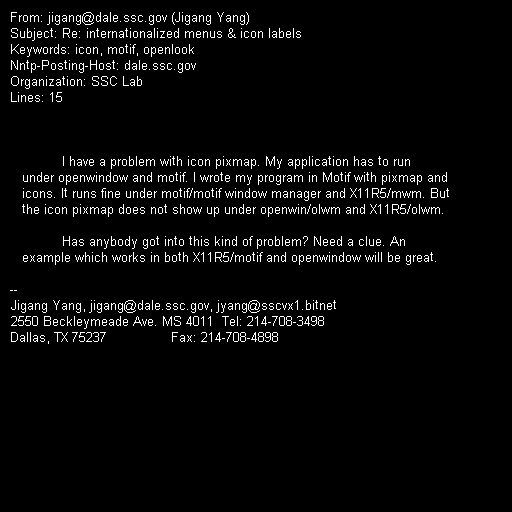 From: jigang@dale.ssc.gov (Jigang Yang)
Subject: Re: internationalized menus & icon labels
Keywords: icon, motif, openlook
Nntp-Posting-Host: dale.ssc.gov
Organization: SSC Lab
Lines: 15
I have a problem with icon pixmap. My application has to run
under openwindow and motif. I wrote my program in Motif with pixmap and
icons. It runs fine under motif/motif window manager and X11R5/mwm. But
the icon pixmap does not show up under openwin/olwm and X11R5/olwm.
Has anybody got into this kind of problem? Need a clue. An
example which works in both X11R5/motif and openwindow will be great.
--
Jigang Yang, jigang@dale.ssc.gov, jyang@sscvx1.bitnet
2550 Beckleymeade Ave. MS 4011  Tel: 214-708-3498
Dallas, TX 75237                Fax: 214-708-4898